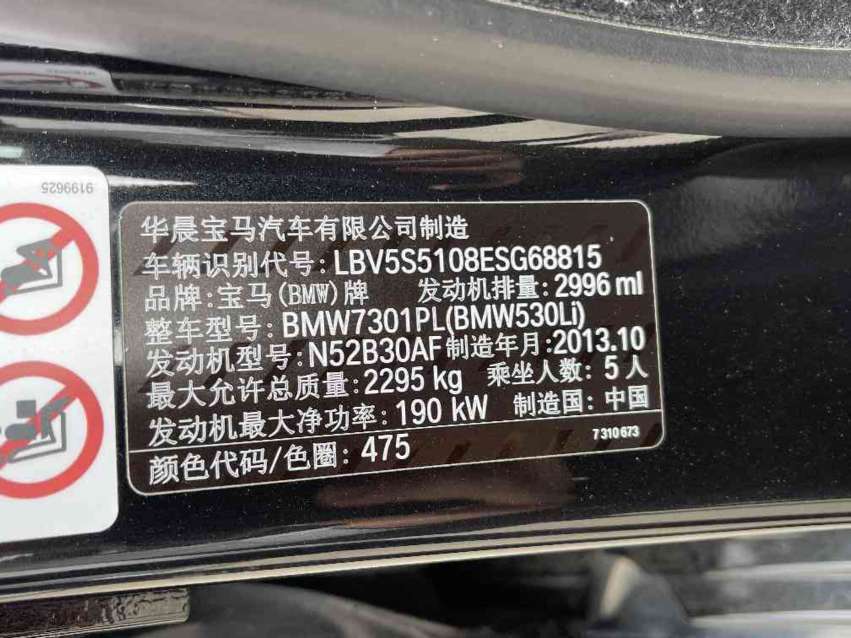 9199625
华晨宝马汽车有限公司制造
车辆识别代号: LBV5S5108ESG68815
品牌: 宝马(BMW)牌 发动机排量: 2996 ml
整车型号: BMW7301PL(BMW530Li)
发动机型号: N52B30AF 制造年月: 2013.10
最大允许总质量: 2295 kg 乘坐人数: 5 人
发动机最大净功率: 190 kW 制造国: 中国
7 310 673
颜色代码/色圈: 475